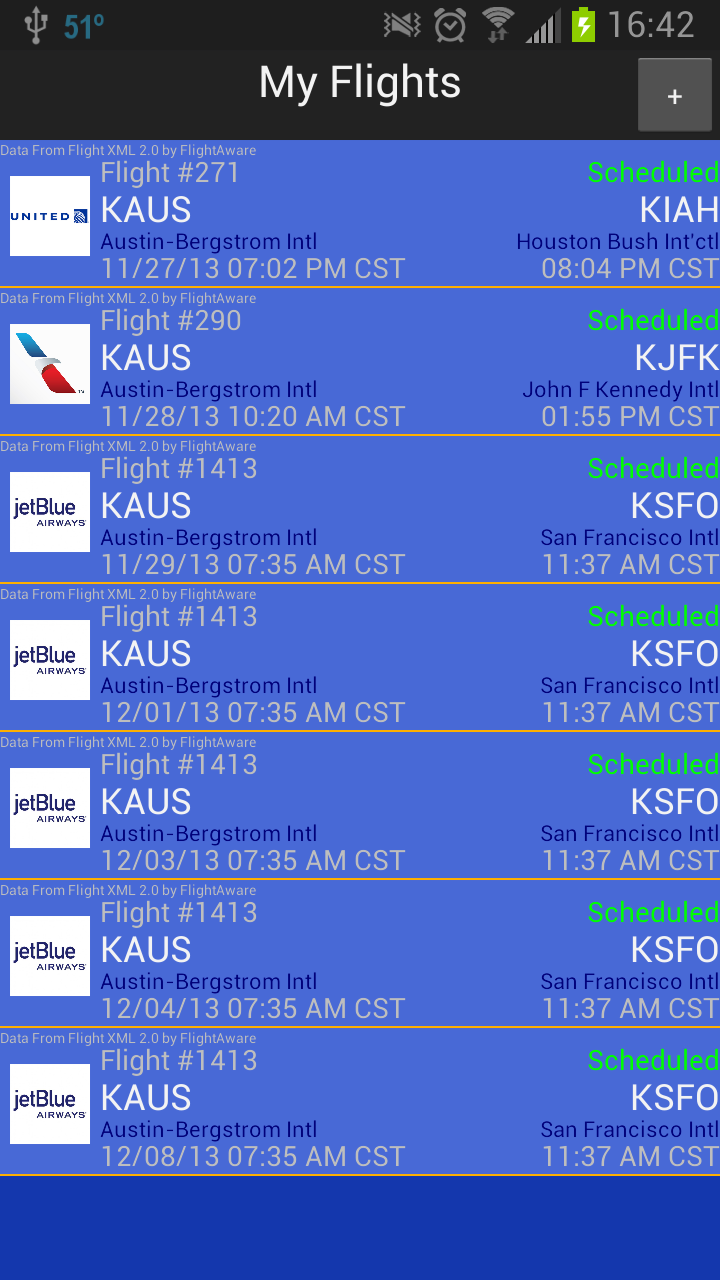 51° 16:42
My Flights +
Data From Flight XML 2.0 by FlightAware
Flight #271 Scheduled
UNITED KAUS KIAH
Austin-Bergstrom Intl Houston Bush Int'ctl
11/27/13 07:02 PM CST 08:04 PM CST
Data From Flight XML 2.0 by FlightAware
Flight #290 Scheduled
KAUS KJFK
TM Austin-Bergstrom Intl John F Kennedy Intl
11/28/13 10:20 AM CST 01:55 PM CST
Data From Flight XML 2.0 by FlightAware
Flight #1413 Scheduled
jetBlue KAUS KSFO
AIRWAYS® Austin-Bergstrom Intl San Francisco Intl
11/29/13 07:35 AM CST 11:37 AM CST
Data From Flight XML 2.0 by FlightAware
Flight #1413 Scheduled
jetBlue KAUS KSFO
AIRWAYS® Austin-Bergstrom Intl San Francisco Intl
12/01/13 07:35 AM CST 11:37 AM CST
Data From Flight XML 2.0 by FlightAware
Flight #1413 Scheduled
jetBlue KAUS KSFO
AIRWAYS® Austin-Bergstrom Intl San Francisco Intl
12/03/13 07:35 AM CST 11:37 AM CST
Data From Flight XML 2.0 by FlightAware
Flight #1413 Scheduled
jetBlue KAUS KSFO
AIRWAYS® Austin-Bergstrom Intl San Francisco Intl
12/04/13 07:35 AM CST 11:37 AM CST
Data From Flight XML 2.0 by FlightAware
Flight #1413 Scheduled
jetBlue KAUS KSFO
AIRWAYS® Austin-Bergstrom Intl San Francisco Intl
12/08/13 07:35 AM CST 11:37 AM CST